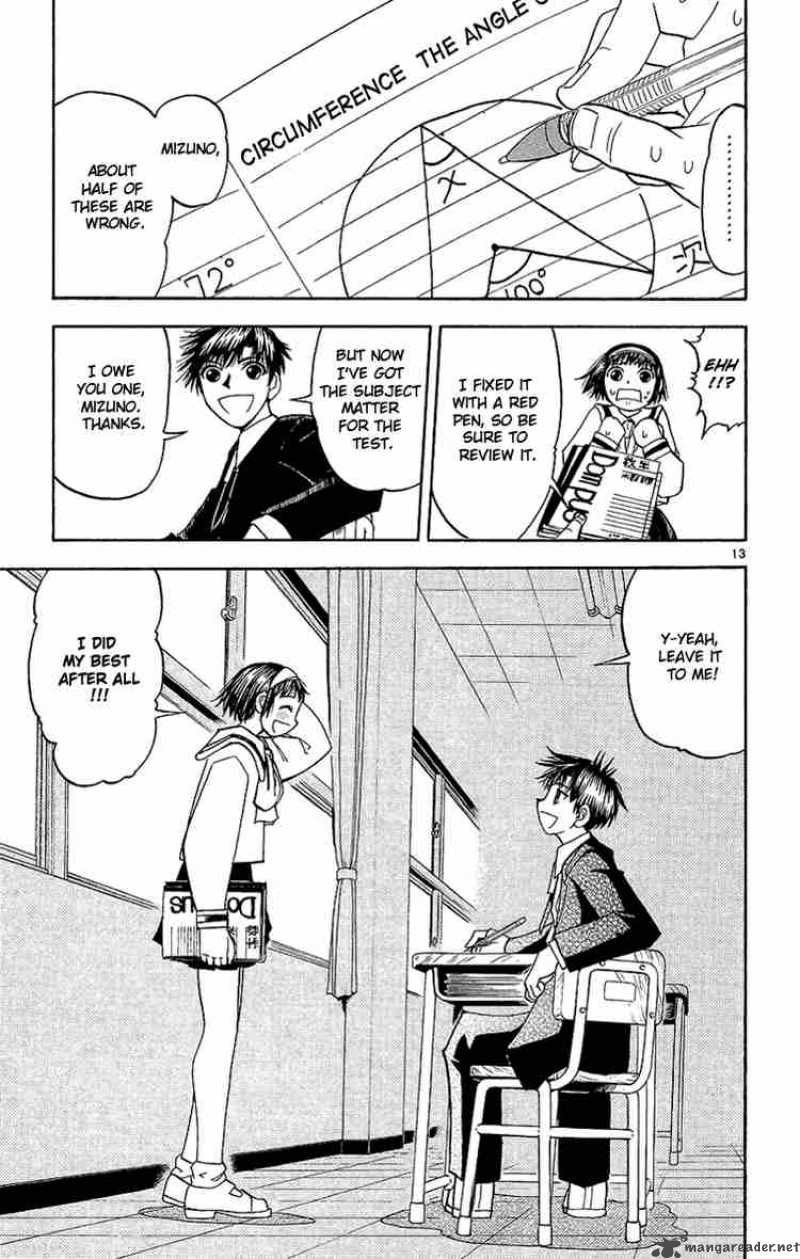 CIRCUMFERENCE THE ANGLE
MIZUNO,
ABOUT
HALF OF
THESE ARE
WRONG.
.........
x
72°
100°
次
EHH
!!?
I FIXED IT
WITH A RED
PEN, SO BE
SURE TO
REVIEW IT.
BUT NOW
I'VE GOT
THE SUBJECT
MATTER
FOR THE
TEST.
I OWE
YOU ONE,
MIZUNO.
THANKS.
13
Y-YEAH,
LEAVE IT
TO ME!
I DID
MY BEST
AFTER ALL
!!!
mangareader.net